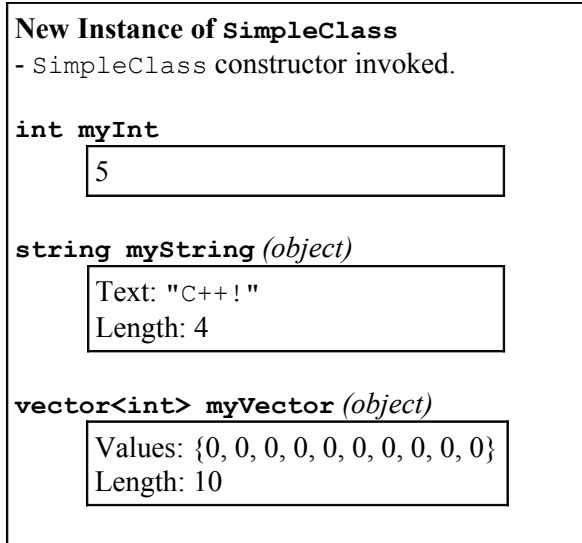 New Instance of SimpleClass
- SimpleClass constructor invoked.
int myInt
5
string myString (object)
Text: "C++!"
Length: 4
vector<int> myVector (object)
Values: {0, 0, 0, 0, 0, 0, 0, 0, 0, 0}
Length: 10